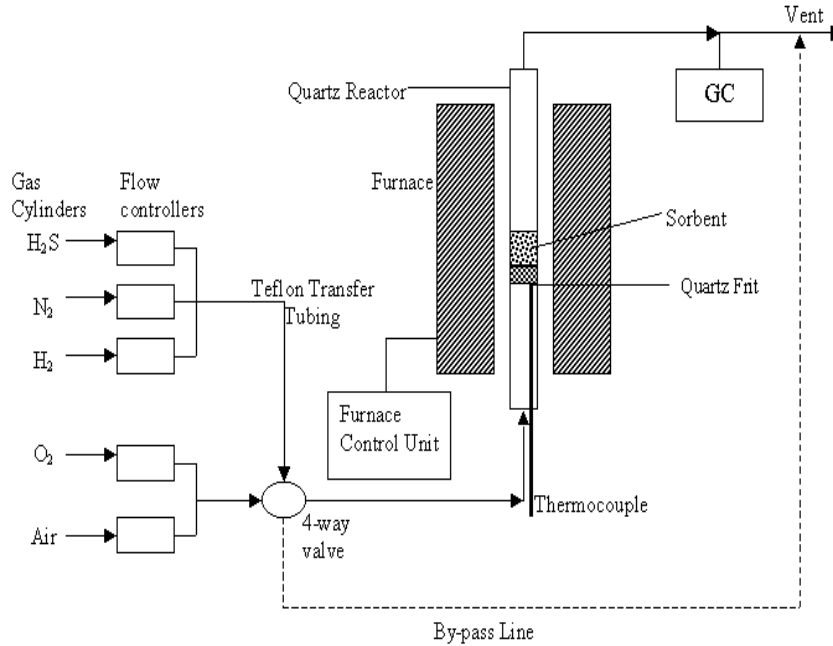 Vent
GC
Quartz Reactor
Furnace
Gas
Cylinders
Flow
controllers
Sorbent
H₂S
Quartz Frit
N₂
Teflon Transfer
Tubing
H₂
Furnace
Control Unit
O₂
Thermocouple
4-way
valve
Air
By-pass Line